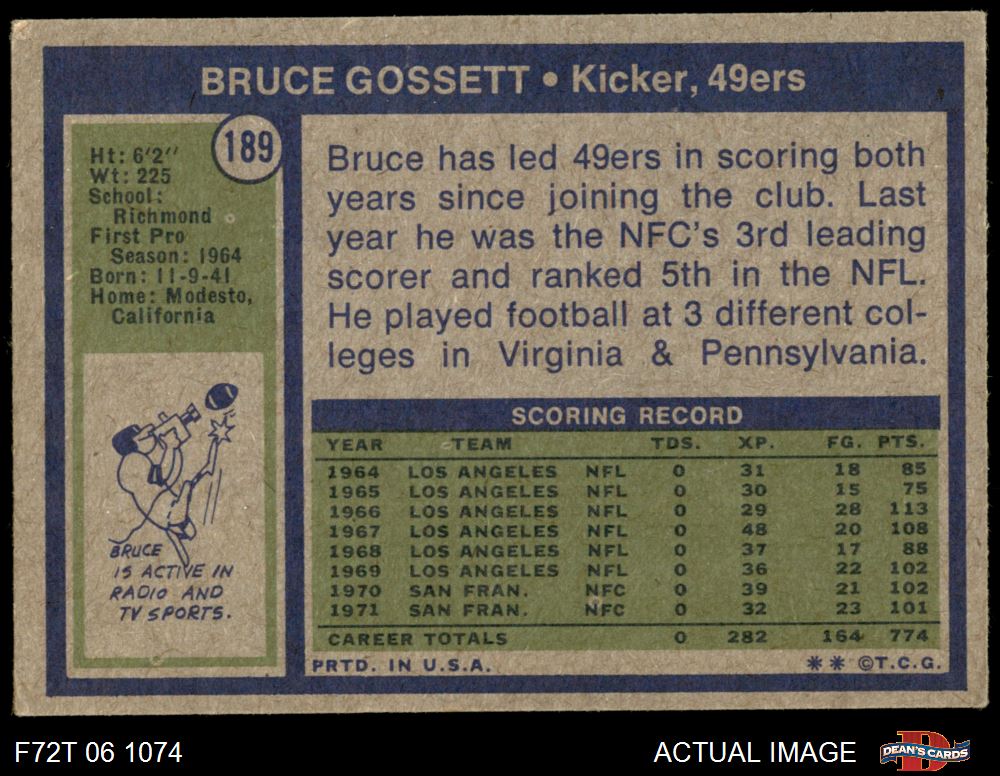 BRUCE GOSSETT • Kicker, 49ers
189
Ht: 6'2''
Wt: 225
School:
Richmond
First Pro
Season: 1964
Born: 11-9-41
Home: Modesto,
California
BRUCE
IS ACTIVE IN
RADIO AND
TV SPORTS.
Bruce has led 49ers in scoring both
years since joining the club. Last
year he was the NFC's 3rd leading
scorer and ranked 5th in the NFL.
He played football at 3 different col-
leges in Virginia & Pennsylvania.
SCORING RECORD
YEAR TEAM TDS. XP. FG. PTS.
1964 LOS ANGELES NFL 0 31 18 85
1965 LOS ANGELES NFL 0 30 15 75
1966 LOS ANGELES NFL 0 29 28 113
1967 LOS ANGELES NFL 0 48 20 108
1968 LOS ANGELES NFL 0 37 17 88
1969 LOS ANGELES NFL 0 36 22 102
1970 SAN FRAN. NFC 0 39 21 102
1971 SAN FRAN. NFC 0 32 23 101
CAREER TOTALS 0 282 164 774
PRTD. IN U.S.A. ** ©T.C.G.
F72T 06 1074 ACTUAL IMAGE D DEAN'S CARDS